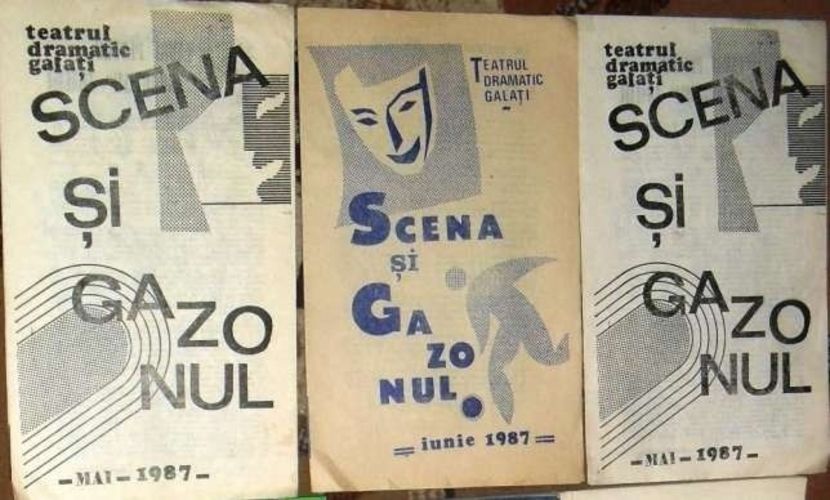 teatrul
dramatic
galați
SCENA
ȘI
GAZO
NUL
-MAI-1987-
TEATRUL
DRAMATIC
GALAȚI
SCENA
ȘI
GA
ZO
NUL.
=iunie 1987=
teatrul
dramatic
galați
SCENA
ȘI
GAZO
NUL
-MAI-1987-